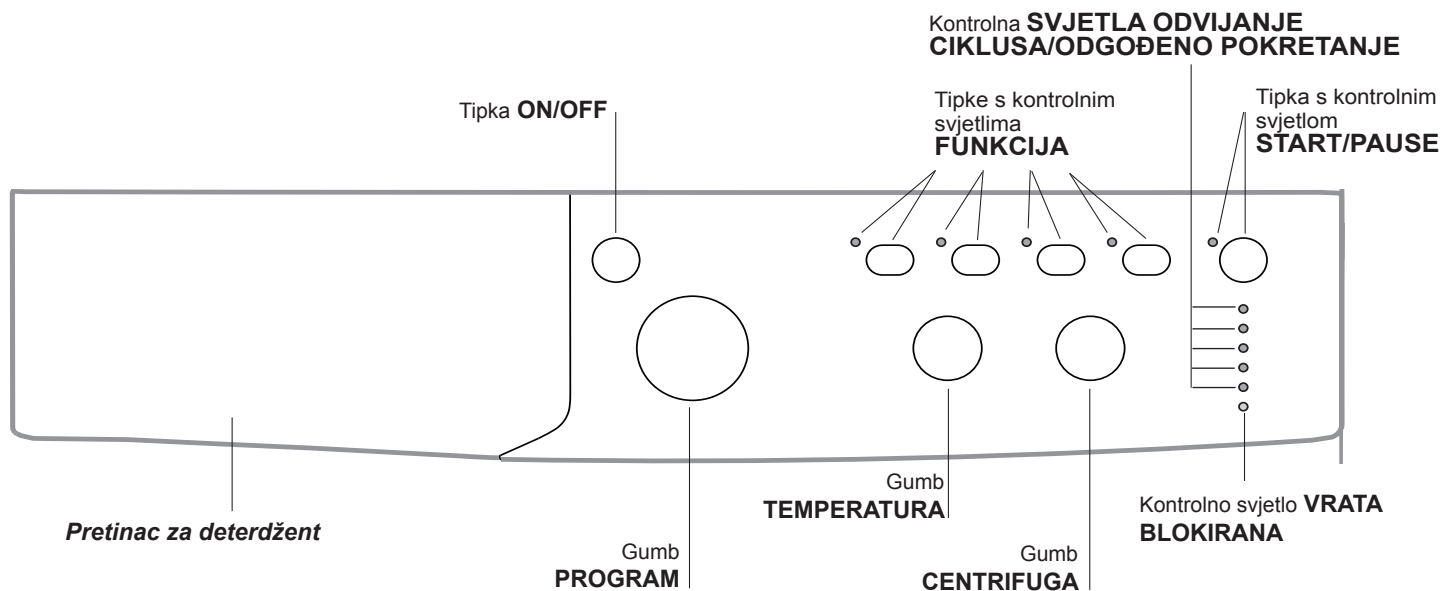 Kontrolna SVJETLA ODVIJANJE
CIKLUSA/ODGOĐENO POKRETANJE
Tipka ON/OFF
Tipke s kontrolnim
svjetlima
FUNKCIJA
Tipka s kontrolnim
svjetlom
START/PAUSE
Pretinac za deterdžent
Gumb
PROGRAM
Gumb
TEMPERATURA
Gumb
CENTRIFUGA
Kontrolno svjetlo VRATA
BLOKIRANA